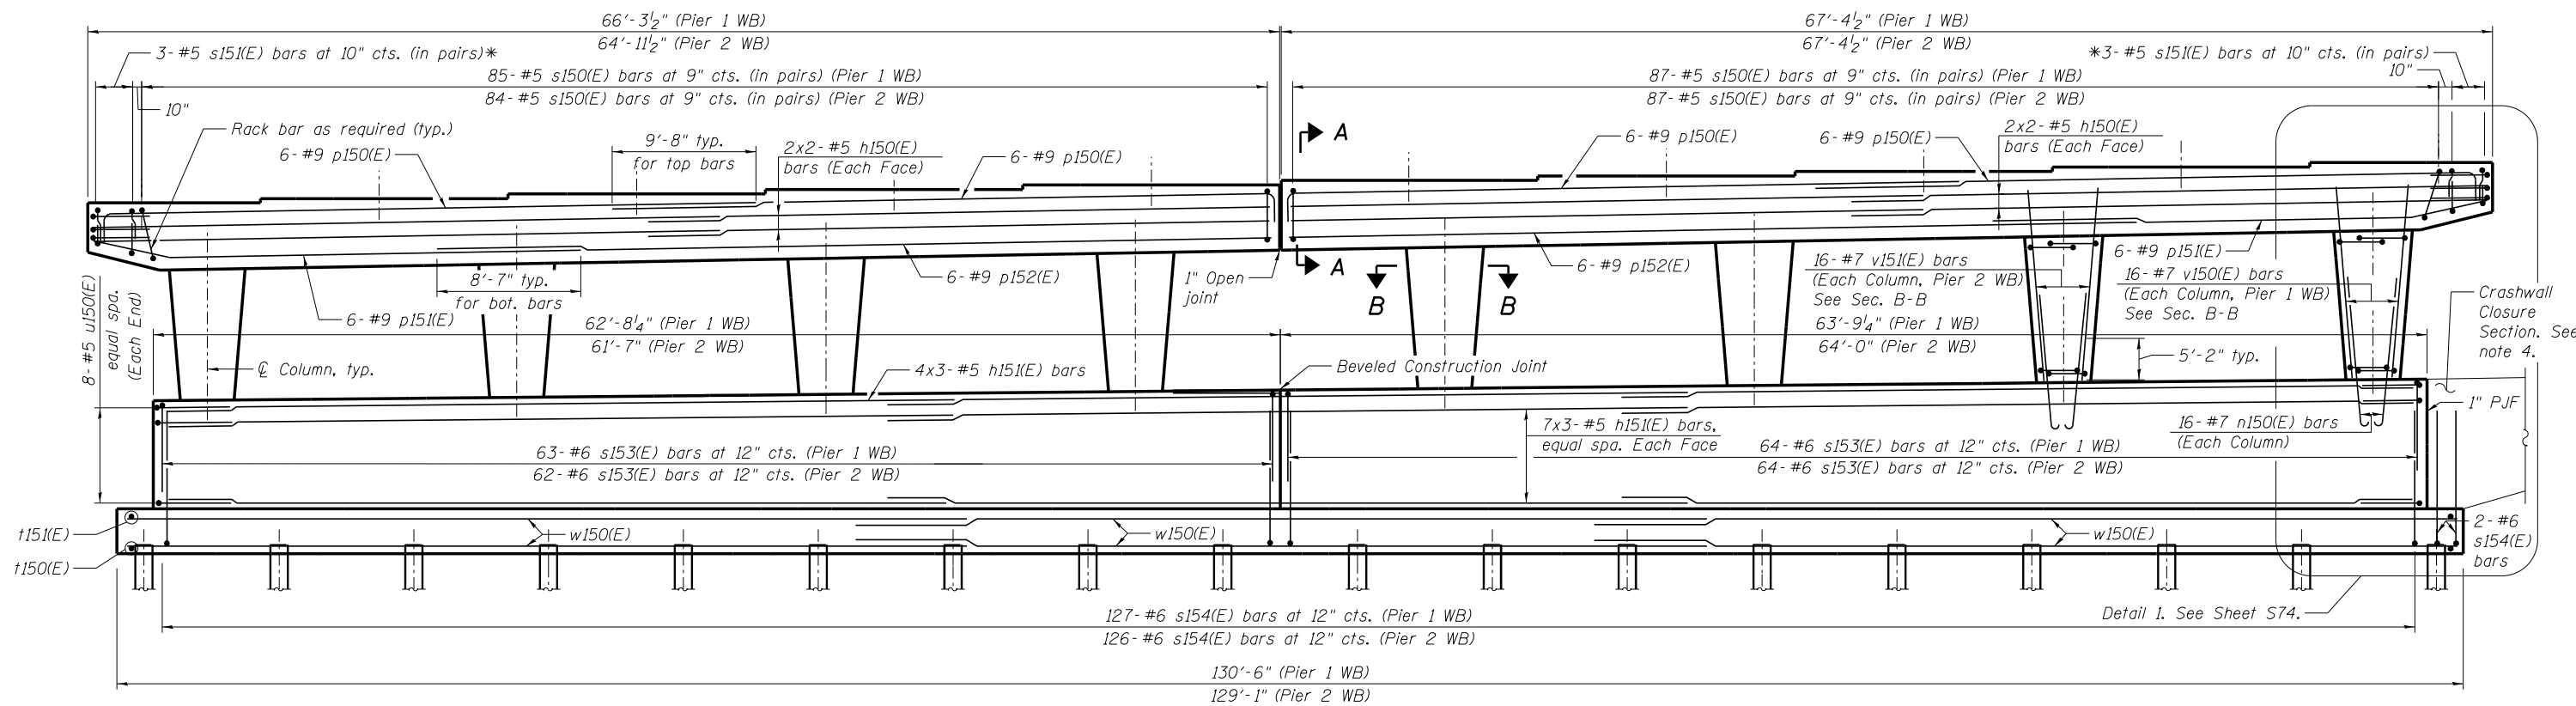 66'-3½" (Pier 1 WB)
64'-11½" (Pier 2 WB)
67'-4½" (Pier 1 WB)
67'-4½" (Pier 2 WB)
3-#5 s151(E) bars at 10" cts. (in pairs)*
*3-#5 s151(E) bars at 10" cts. (in pairs)
85-#5 s150(E) bars at 9" cts. (in pairs) (Pier 1 WB)
84-#5 s150(E) bars at 9" cts. (in pairs) (Pier 2 WB)
87-#5 s150(E) bars at 9" cts. (in pairs) (Pier 1 WB)
87-#5 s150(E) bars at 9" cts. (in pairs) (Pier 2 WB)
10"
10"
Rack bar as required (typ.)
6-#9 p150(E)
9'-8" typ.
for top bars
2x2-#5 h150(E)
bars (Each Face)
6-#9 p150(E)
A
6-#9 p150(E)
6-#9 p150(E)
2x2-#5 h150(E)
bars (Each Face)
8-#5 u150(E)
equal spa.
(Each End)
8'-7" typ.
for bot. bars
6-#9 p151(E)
6-#9 p152(E)
1" Open
joint
A
B
B
6-#9 p152(E)
16-#7 v151(E) bars
(Each Column, Pier 2 WB)
See Sec. B-B
6-#9 p151(E)
16-#7 v150(E) bars
(Each Column, Pier 1 WB)
See Sec. B-B
Crashwall
Closure
Section. See
note 4.
62'-8¼" (Pier 1 WB)
61'-7" (Pier 2 WB)
63'-9¼" (Pier 1 WB)
64'-0" (Pier 2 WB)
℄ Column, typ.
4x3-#5 h151(E) bars
Beveled Construction Joint
5'-2" typ.
1" PJF
7x3-#5 h151(E) bars,
equal spa. Each Face
16-#7 n150(E) bars
(Each Column)
63-#6 s153(E) bars at 12" cts. (Pier 1 WB)
62-#6 s153(E) bars at 12" cts. (Pier 2 WB)
64-#6 s153(E) bars at 12" cts. (Pier 1 WB)
64-#6 s153(E) bars at 12" cts. (Pier 2 WB)
t151(E)
t150(E)
w150(E)
w150(E)
w150(E)
2-#6
s154(E)
bars
127-#6 s154(E) bars at 12" cts. (Pier 1 WB)
126-#6 s154(E) bars at 12" cts. (Pier 2 WB)
Detail 1. See Sheet S74.
130'-6" (Pier 1 WB)
129'-1" (Pier 2 WB)